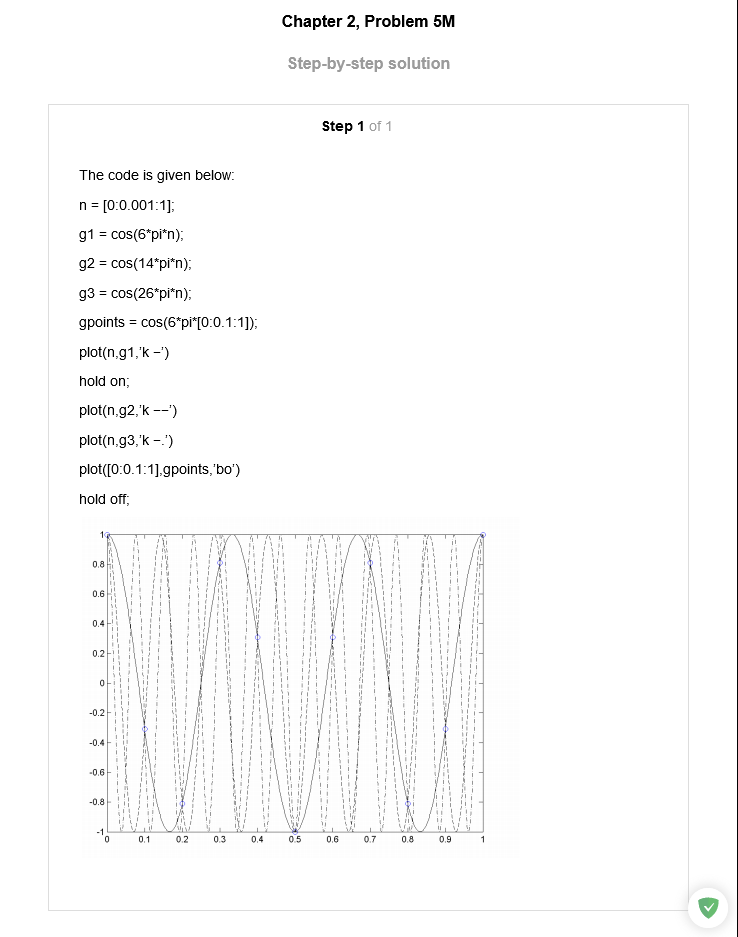 Chapter 2, Problem 5M
Step-by-step solution
Step 1 of 1
The code is given below:
n = [0:0.001:1];
g1 = cos(6*pi*n);
g2 = cos(14*pi*n);
g3 = cos(26*pi*n);
gpoints = cos(6*pi*[0:0.1:1]);
plot(n,g1,'k –')
hold on;
plot(n,g2,'k ––')
plot(n,g3,'k –.')
plot([0:0.1:1],gpoints,'bo')
hold off;
1
0.8
0.6
0.4
0.2
0
-0.2
-0.4
-0.6
-0.8
-1
0 0.1 0.2 0.3 0.4 0.5 0.6 0.7 0.8 0.9 1